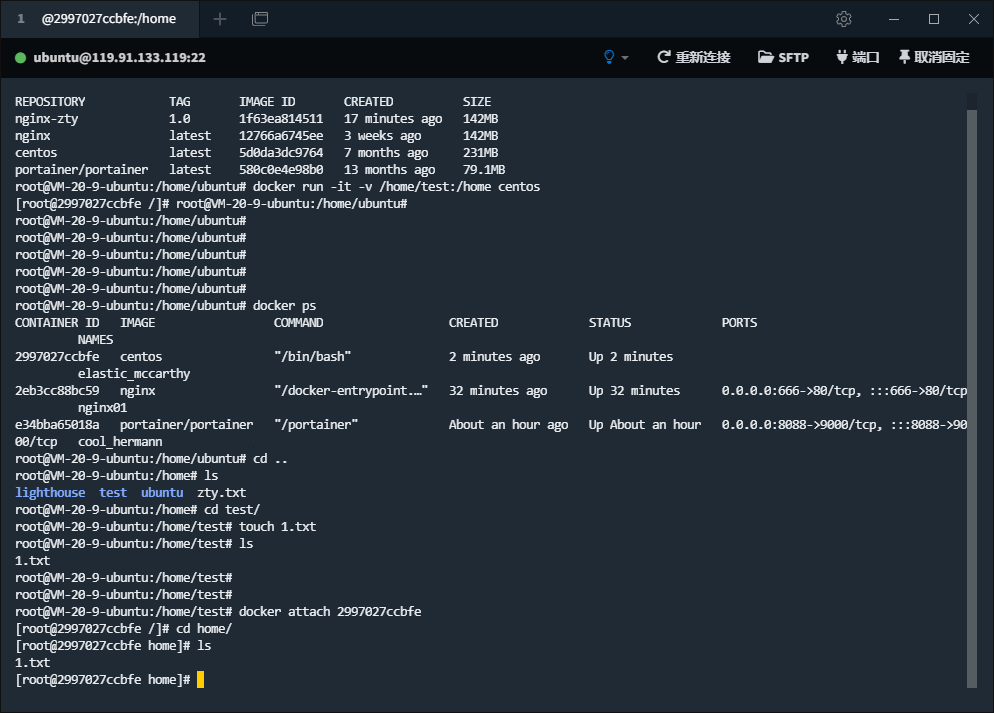 1 @2997027ccbfe:/home
ubuntu@119.91.133.119:22 重新连接 SFTP 端口 取消固定
REPOSITORY TAG IMAGE ID CREATED SIZE
nginx-zty 1.0 1f63ea814511 17 minutes ago 142MB
nginx latest 12766a6745ee 3 weeks ago 142MB
centos latest 5d0da3dc9764 7 months ago 231MB
portainer/portainer latest 580c0e4e98b0 13 months ago 79.1MB
root@VM-20-9-ubuntu:/home/ubuntu# docker run -it -v /home/test:/home centos
[root@2997027ccbfe /]# root@VM-20-9-ubuntu:/home/ubuntu#
root@VM-20-9-ubuntu:/home/ubuntu#
root@VM-20-9-ubuntu:/home/ubuntu#
root@VM-20-9-ubuntu:/home/ubuntu#
root@VM-20-9-ubuntu:/home/ubuntu#
root@VM-20-9-ubuntu:/home/ubuntu#
root@VM-20-9-ubuntu:/home/ubuntu# docker ps
CONTAINER ID IMAGE COMMAND CREATED STATUS PORTS
NAMES
2997027ccbfe centos "/bin/bash" 2 minutes ago Up 2 minutes
elastic_mccarthy
2eb3cc88bc59 nginx "/docker-entrypoint.…" 32 minutes ago Up 32 minutes 0.0.0.0:666->80/tcp, :::666->80/tcp
nginx01
e34bba65018a portainer/portainer "/portainer" About an hour ago Up About an hour 0.0.0.0:8088->9000/tcp, :::8088->90
00/tcp cool_hermann
root@VM-20-9-ubuntu:/home/ubuntu# cd ..
root@VM-20-9-ubuntu:/home# ls
lighthouse test ubuntu zty.txt
root@VM-20-9-ubuntu:/home# cd test/
root@VM-20-9-ubuntu:/home/test# touch 1.txt
root@VM-20-9-ubuntu:/home/test# ls
1.txt
root@VM-20-9-ubuntu:/home/test#
root@VM-20-9-ubuntu:/home/test#
root@VM-20-9-ubuntu:/home/test# docker attach 2997027ccbfe
[root@2997027ccbfe /]# cd home/
[root@2997027ccbfe home]# ls
1.txt
[root@2997027ccbfe home]#